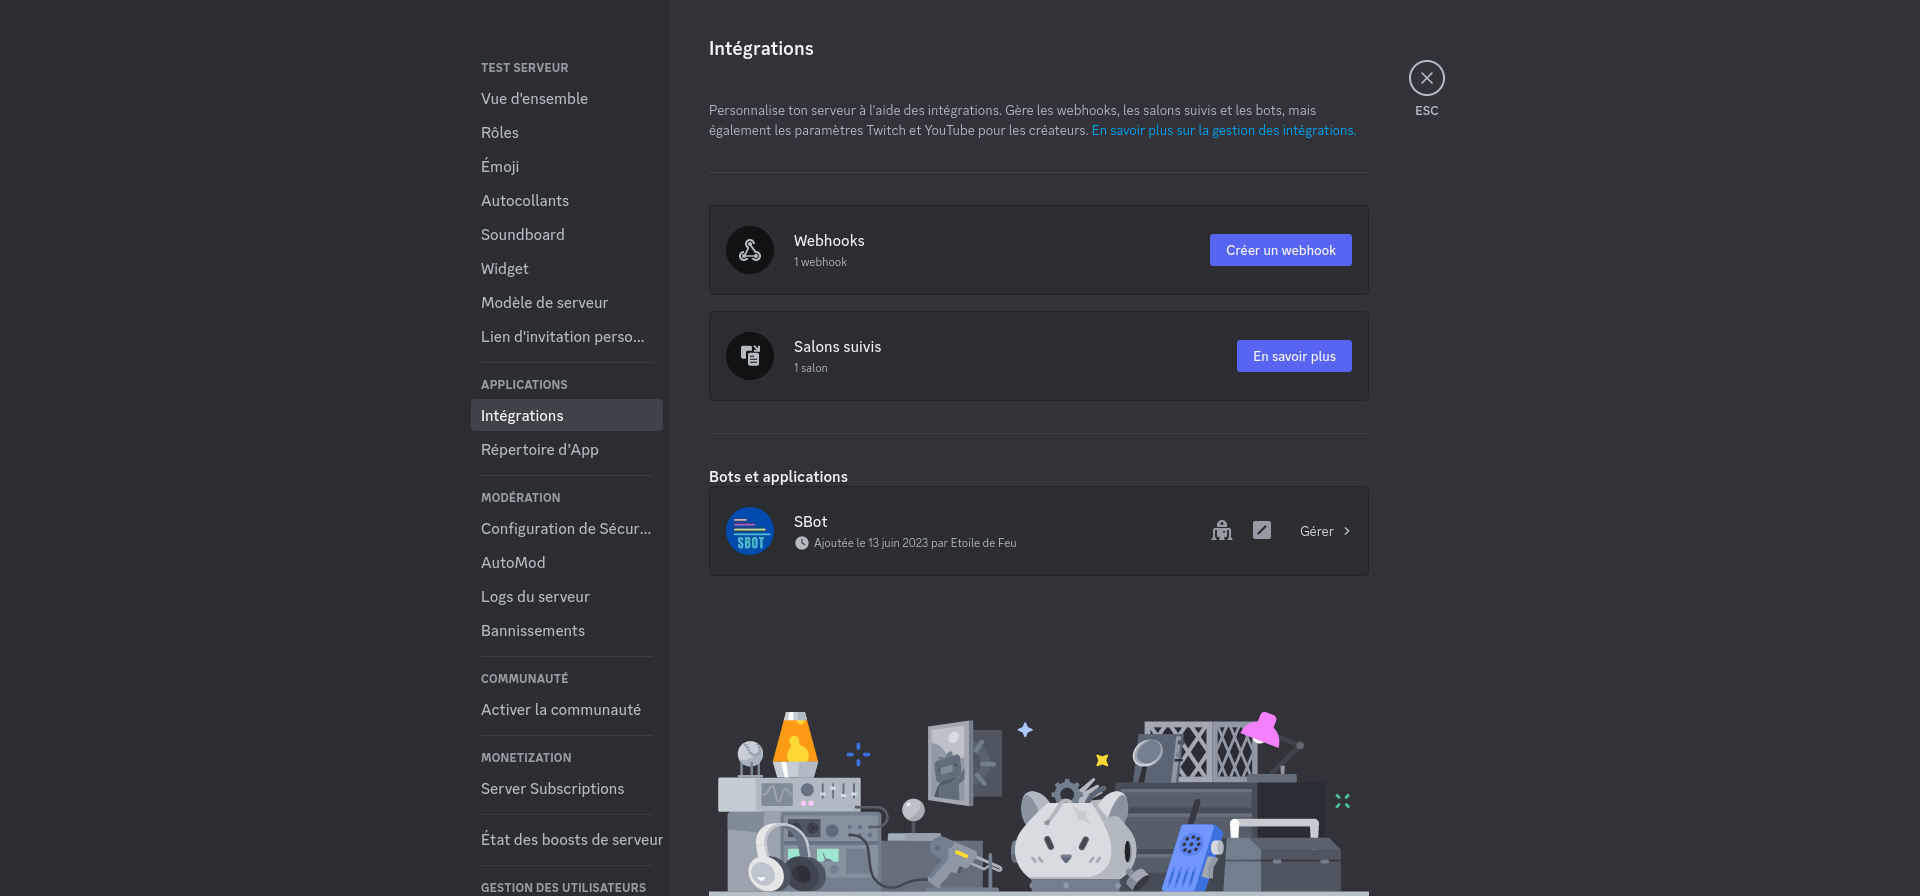 TEST SERVEUR
Vue d'ensemble
Rôles
Émoji
Autocollants
Soundboard
Widget
Modèle de serveur
Lien d'invitation perso...
APPLICATIONS
Intégrations
Répertoire d’App
MODÉRATION
Configuration de Sécur...
AutoMod
Logs du serveur
Bannissements
COMMUNAUTÉ
Activer la communauté
MONETIZATION
Server Subscriptions
État des boosts de serveur
GESTION DES UTILISATEURS
Intégrations
ESC
Personnalise ton serveur à l'aide des intégrations. Gère les webhooks, les salons suivis et les bots, mais
également les paramètres Twitch et YouTube pour les créateurs. En savoir plus sur la gestion des intégrations.
Webhooks
1 webhook
Créer un webhook
Salons suivis
1 salon
En savoir plus
Bots et applications
SBOT
SBot
Ajoutée le 13 juin 2023 par Etoile de Feu
Gérer